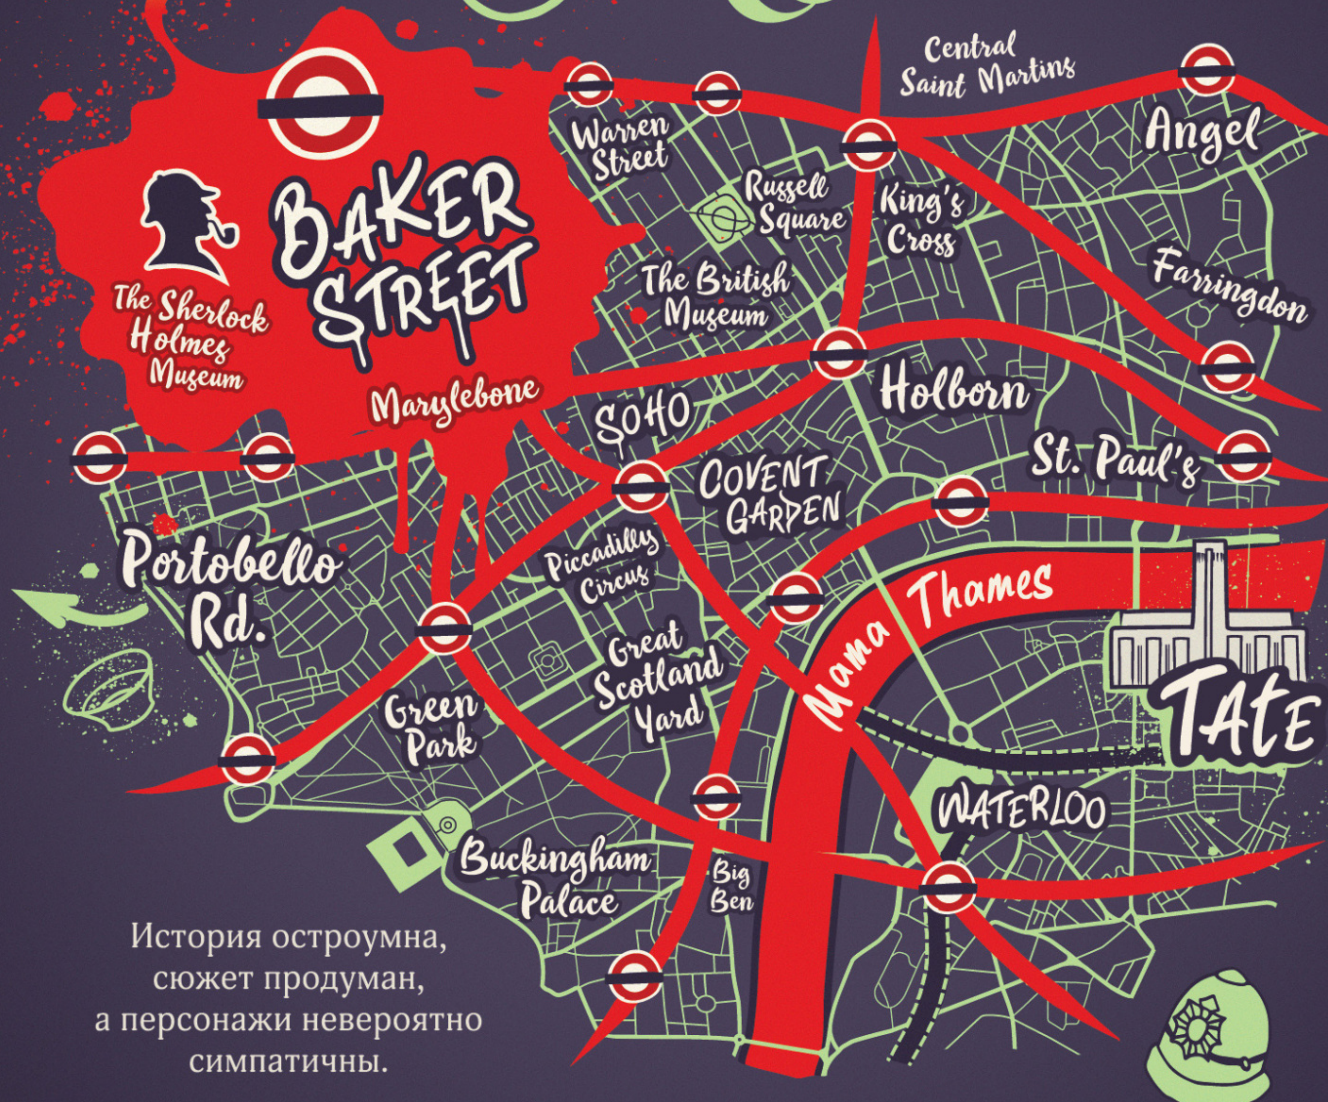 Central
Saint Martins
Angel
Warren
Street
Russell
Square
King's
Cross
BAKER
STREET
The Sherlock
Holmes
Museum
The British
Museum
Farringdon
Marylebone
SOHO
Holborn
St. Paul's
COVENT
GARDEN
Portobello
Rd.
Piccadilly
Circus
Mama Thames
Great
Scotland
Yard
TATE
Green
Park
WATERLOO
Buckingham
Palace
Big
Ben
История остроумна,
сюжет продуман,
а персонажи невероятно
симпатичны.